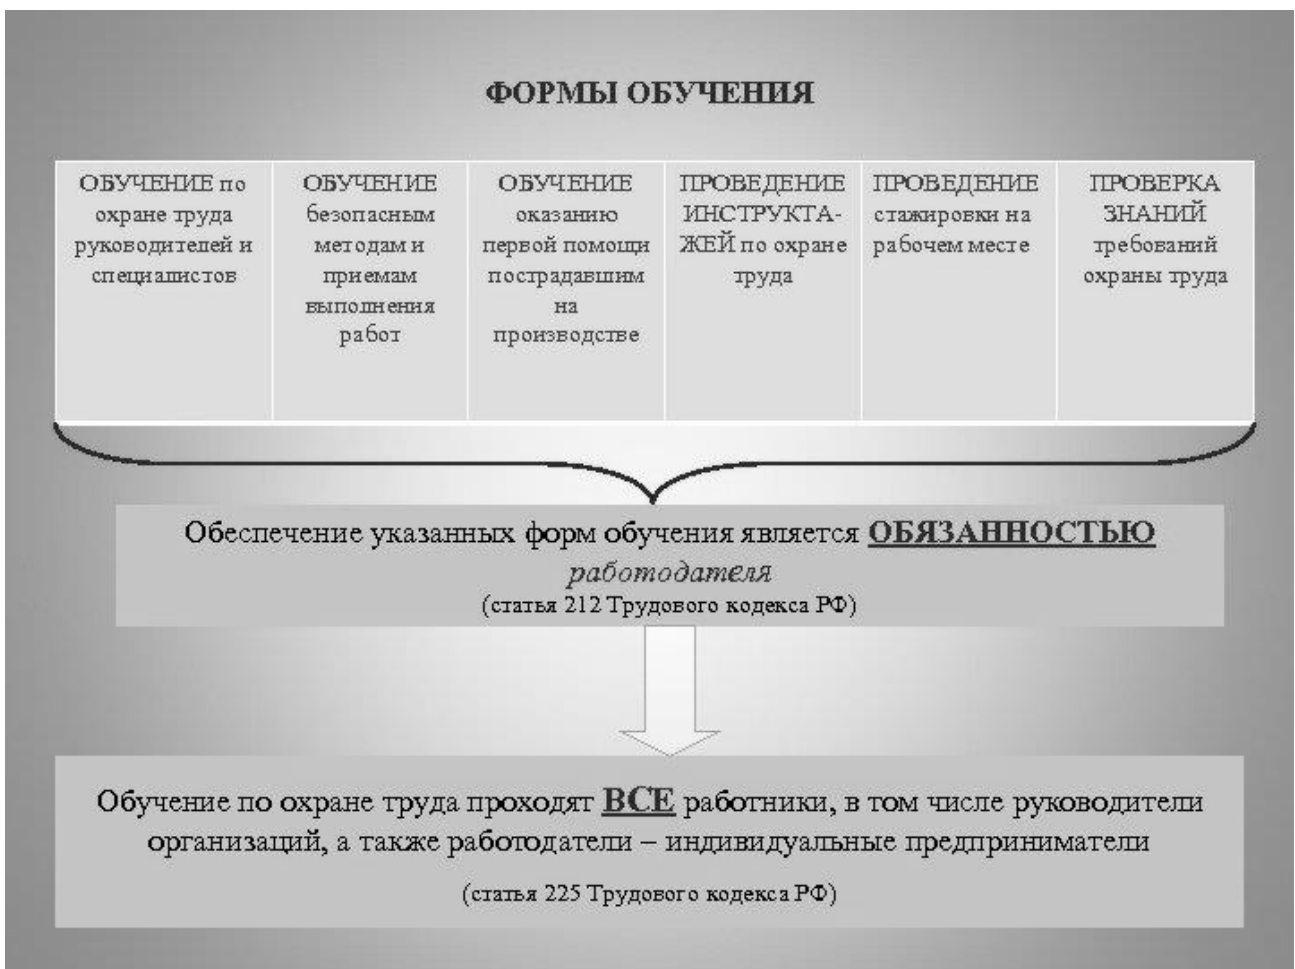 ФОРМЫ ОБУЧЕНИЯ
ОБУЧЕНИЕ по
охране труда
руководителей и
специалистов
ОБУЧЕНИЕ
безопасным
методам и
приемам
выполнения
работ
ОБУЧЕНИЕ
оказанию
первой помощи
пострадавшим
на
производстве
ПРОВЕДЕНИЕ
ИНСТРУКТА-
ЖЕЙ по охране
труда
ПРОВЕДЕНИЕ
стажировки на
рабочем месте
ПРОВЕРКА
ЗНАНИЙ
требований
охраны труда
Обеспечение указанных форм обучения является ОБЯЗАННОСТЬЮ
работодателя
(статья 212 Трудового кодекса РФ)
Обучение по охране труда проходят ВСЕ работники, в том числе руководители
организаций, а также работодатели – индивидуальные предприниматели
(статья 225 Трудового кодекса РФ)